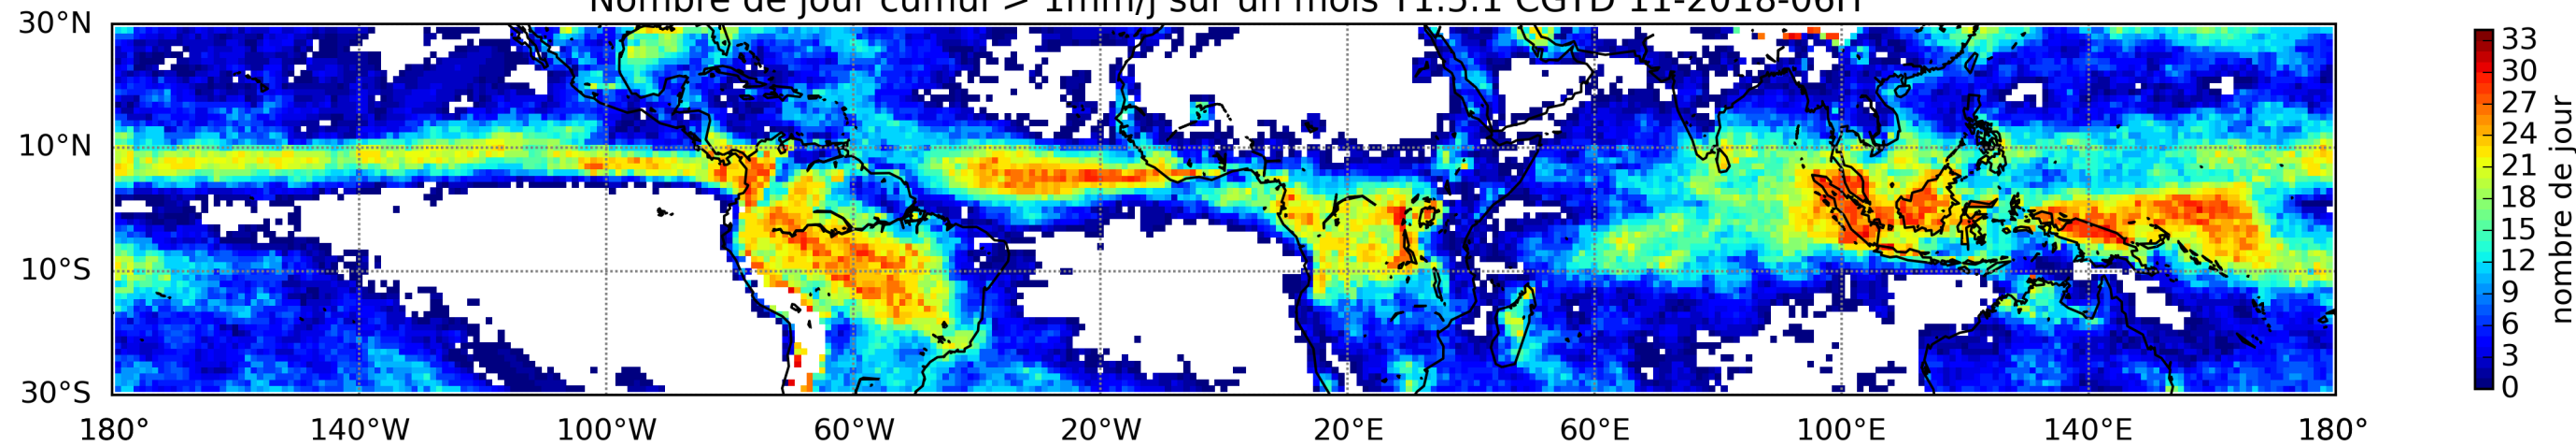 Nombre de jour cumul > 1mm/j sur un mois T1.5.1 CGTD 11-2018-06H
30°N
10°N
10°S
30°S
180° 140°W 100°W 60°W 20°W 20°E 60°E 100°E 140°E 180°
33
30
27
24
21
18
15
12
9
6
3
0
nombre de jour